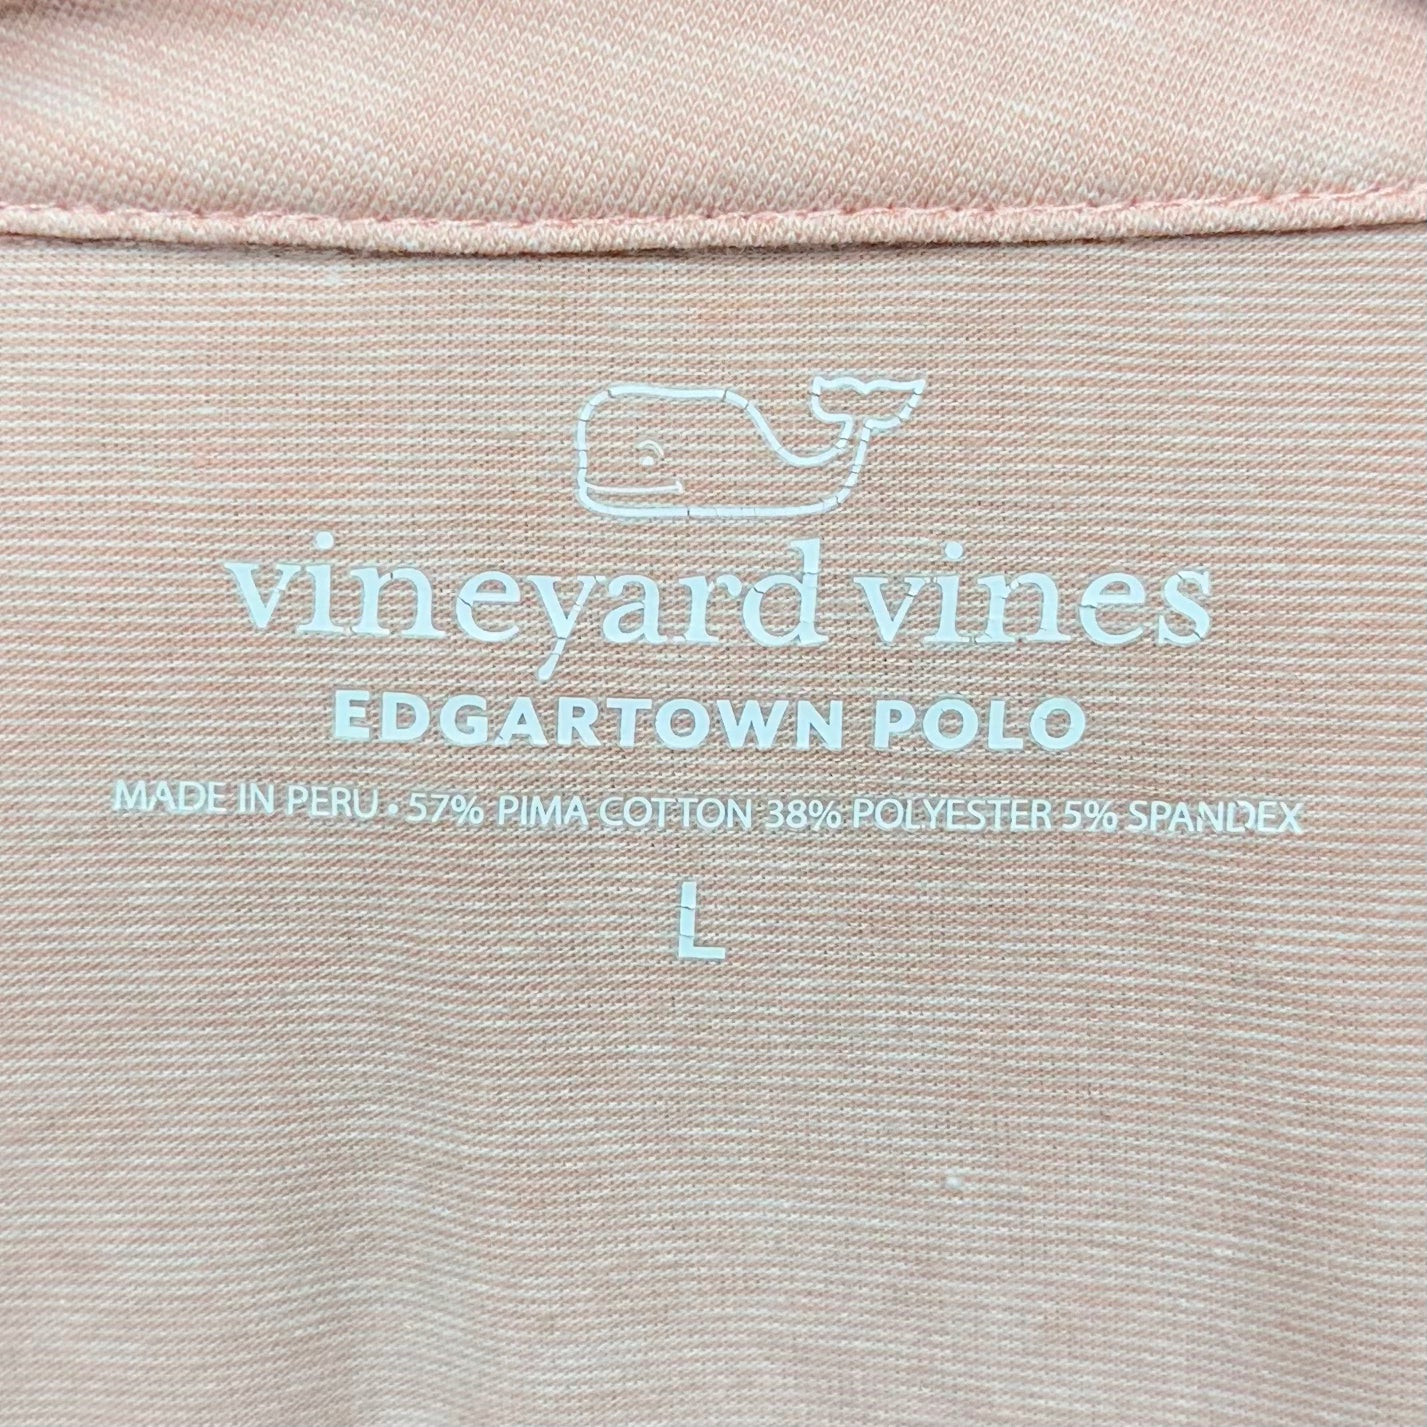 vineyard vines
EDGARTOWN POLO
MADE IN PERU • 57% PIMA COTTON 38% POLYESTER 5% SPANDEX
L